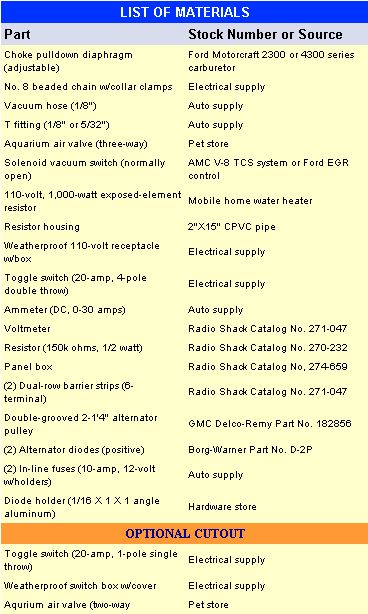 LIST OF MATERIALS
Part Stock Number or Source
Choke pulldown diaphragm Ford Motorcraft 2300 or 4300 series
(adjustable) carburetor
No. 8 beaded chain w/collar clamps Electrical supply
Vacuum hose (1/8") Auto supply
T fitting (1/8" or 5/32") Auto supply
Aquarium air valve (three-way) Pet store
Solenoid vacuum switch (normally AMC V-8 TCS system or Ford EGR
open) control
110-volt, 1,000-watt exposed-element Mobile home water heater
resistor
Resistor housing 2"X15" CPVC pipe
Weatherproof 110-volt receptacle Electrical supply
w/box
Toggle switch (20-amp, 4-pole Electrical supply
double throw)
Ammeter (DC, 0-30 amps) Auto supply
Voltmeter Radio Shack Catalog No. 271-047
Resistor (150k ohms, 1/2 watt) Radio Shack Catalog No. 270-232
Panel box Radio Shack Catalog No, 274-659
(2) Dual-row barrier strips (6- Radio Shack Catalog No. 271-047
terminal)
Double-grooved 2-1'4" alternator GMC Delco-Remy Part No. 182856
pulley
(2) Alternator diodes (positive) Borg-Warner Part No. D-2P
(2) In-line fuses (10-amp, 12-volt Auto supply
w/holders)
Diode holder (1/16 X 1 X 1 angle Hardware store
aluminum)
OPTIONAL CUTOUT
Toggle switch (20-amp, 1-pole single Electrical supply
throw)
Weatherproof switch box w/cover Electrical supply
Aqurium air valve (two-way Pet store